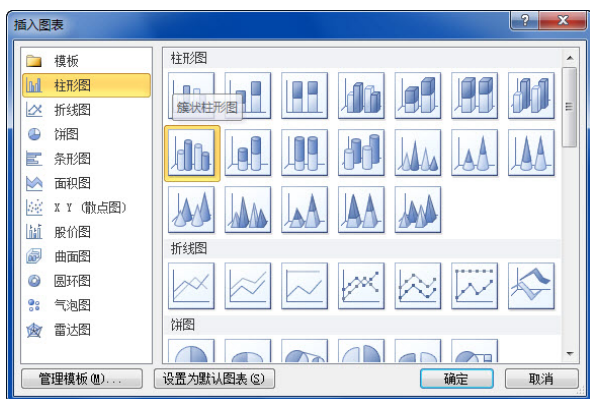 插入图表
模板
柱形图
折线图
饼图
条形图
面积图
X Y (散点图)
股价图
曲面图
圆环图
气泡图
雷达图
柱形图
簇状柱形图
折线图
饼图
管理模板(M)...
设置为默认图表(S)
确定
取消